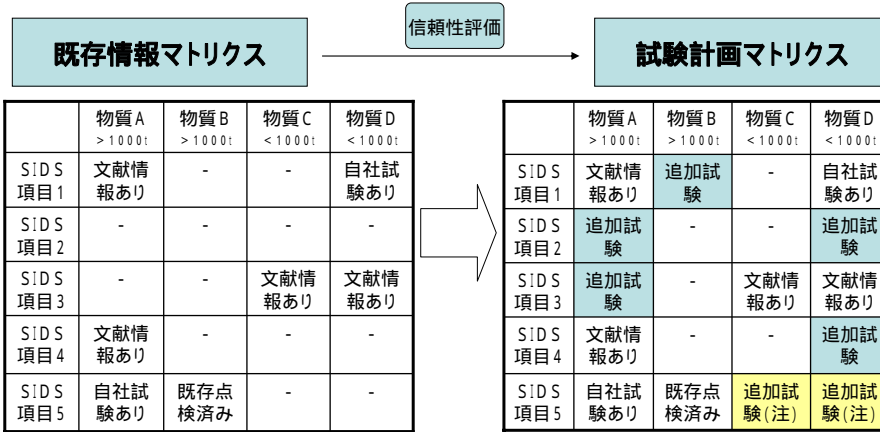 信頼性評価
既存情報マトリクス
試験計画マトリクス
物質A 物質B 物質C 物質D
>1000t >1000t <1000t <1000t
SIDS 文献情 - - 自社試
項目1 報あり 験あり
SIDS - - - -
項目2
SIDS - - 文献情 文献情
項目3 報あり 報あり
SIDS 文献情 - - -
項目4 報あり
SIDS 自社試 既存点 - -
項目5 験あり 検済み
物質A 物質B 物質C 物質D
>1000t >1000t <1000t <1000t
SIDS 文献情 追加試 - 自社試
項目1 報あり 験 験あり
SIDS 追加試 - - 追加試
項目2 験 験
SIDS 追加試 - 文献情 文献情
項目3 験 報あり 報あり
SIDS 文献情 - - 追加試
項目4 報あり 験
SIDS 自社試 既存点 追加試 追加試
項目5 験あり 検済み 験(注) 験(注)